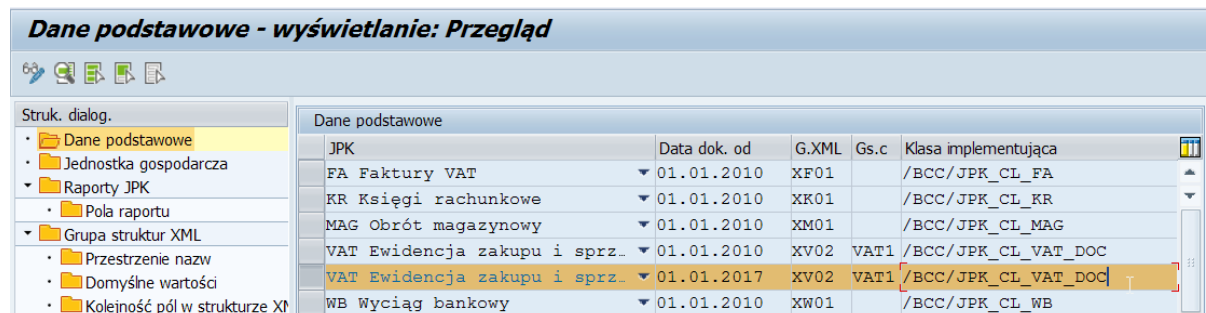 Dane podstawowe - wyświetlanie: Przegląd
Struk. dialog.
Dane podstawowe
Jednostka gospodarcza
Raporty JPK
Pola raportu
Grupa struktur XML
Przestrzenie nazw
Domyślne wartości
Kolejność pól w strukturze XM
Dane podstawowe
JPK Data dok. od G.XML Gs.c Klasa implementująca
FA Faktury VAT 01.01.2010 XF01 /BCC/JPK_CL_FA
KR Księgi rachunkowe 01.01.2010 XK01 /BCC/JPK_CL_KR
MAG Obrót magazynowy 01.01.2010 XM01 /BCC/JPK_CL_MAG
VAT Ewidencja zakupu i sprz… 01.01.2010 XV02 VAT1 /BCC/JPK_CL_VAT_DOC
VAT Ewidencja zakupu i sprz… 01.01.2017 XV02 VAT1 /BCC/JPK_CL_VAT_DOC
WB Wyciąg bankowy 01.01.2010 XW01 /BCC/JPK_CL_WB